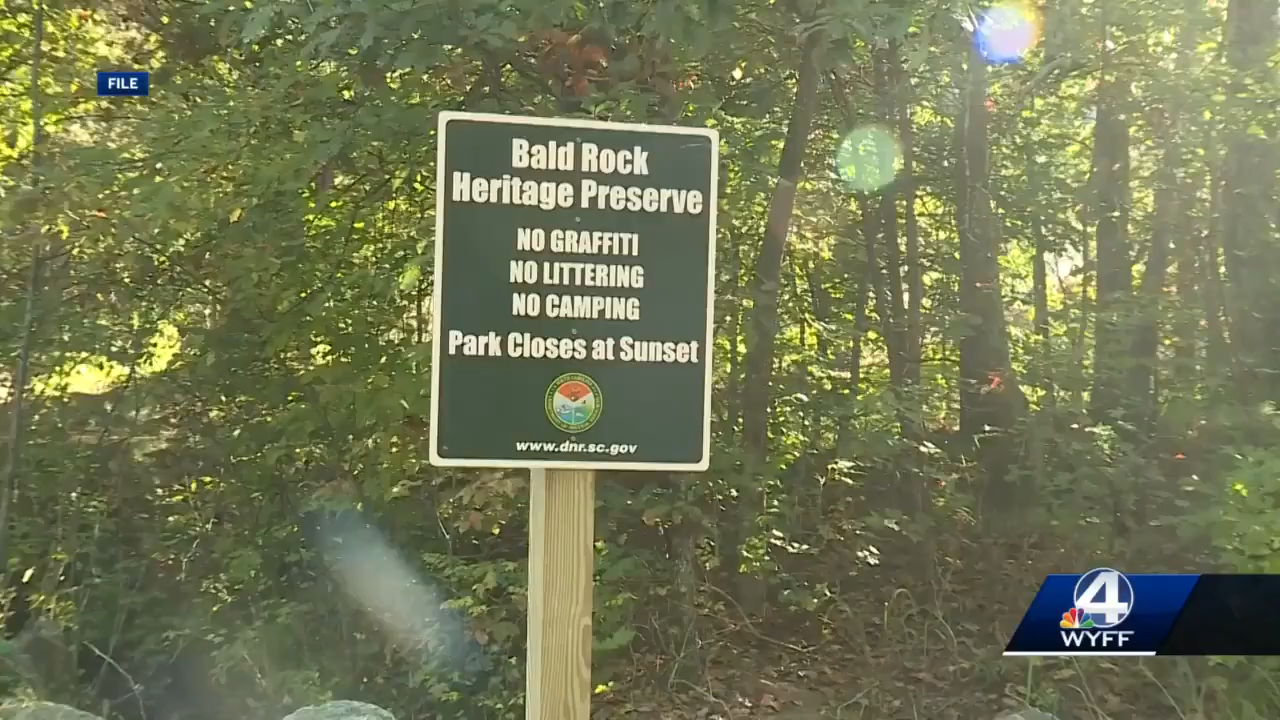 FILE
Bald Rock
Heritage Preserve
NO GRAFFITI
NO LITTERING
NO CAMPING
Park Closes at Sunset
www.dnr.sc.gov
4
WYFF